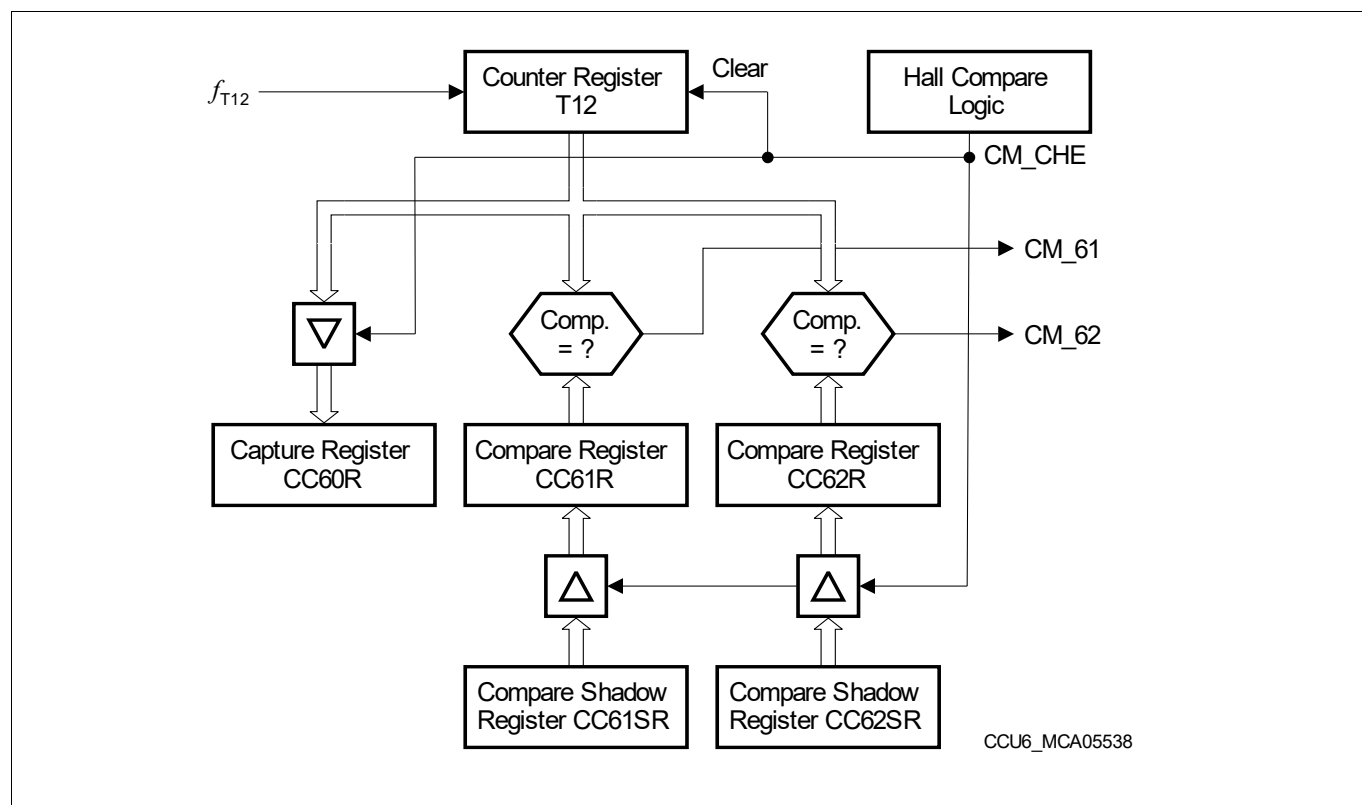 Counter Register
T12
Clear
Hall Compare
Logic
fT12
CM_CHE
CM_61
CM_62
Comp.
= ?
Comp.
= ?
Capture Register
CC60R
Compare Register
CC61R
Compare Register
CC62R
Compare Shadow
Register CC61SR
Compare Shadow
Register CC62SR
CCU6_MCA05538